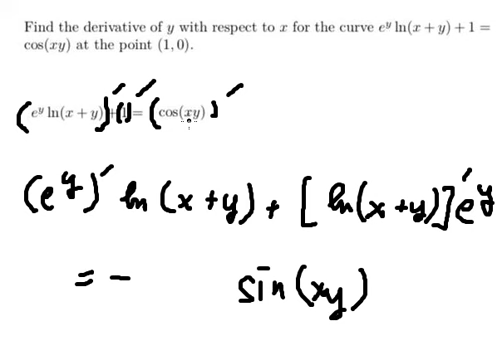 Find the derivative of y with respect to x for the curve e^y ln(x + y) + 1 =
cos(xy) at the point (1, 0).
(e^y ln(x + y))' + (1)' = (cos(xy))'
(e^y)' ln(x+y) + [ln(x+y)]' e^y
= - sin(xy)